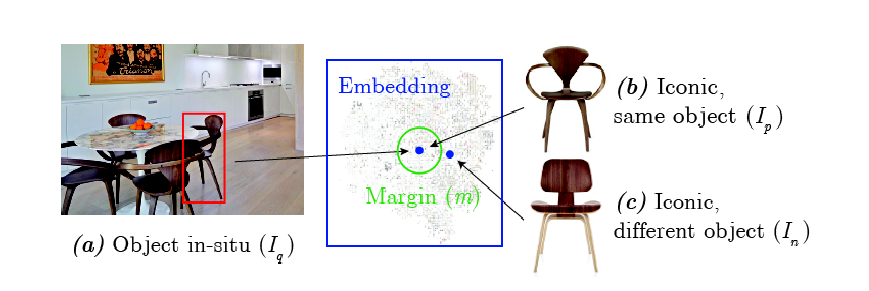 Embedding
Margin (m)
(a) Object in-situ (I_q)
(b) Iconic,
same object (I_p)
(c) Iconic,
different object (I_n)